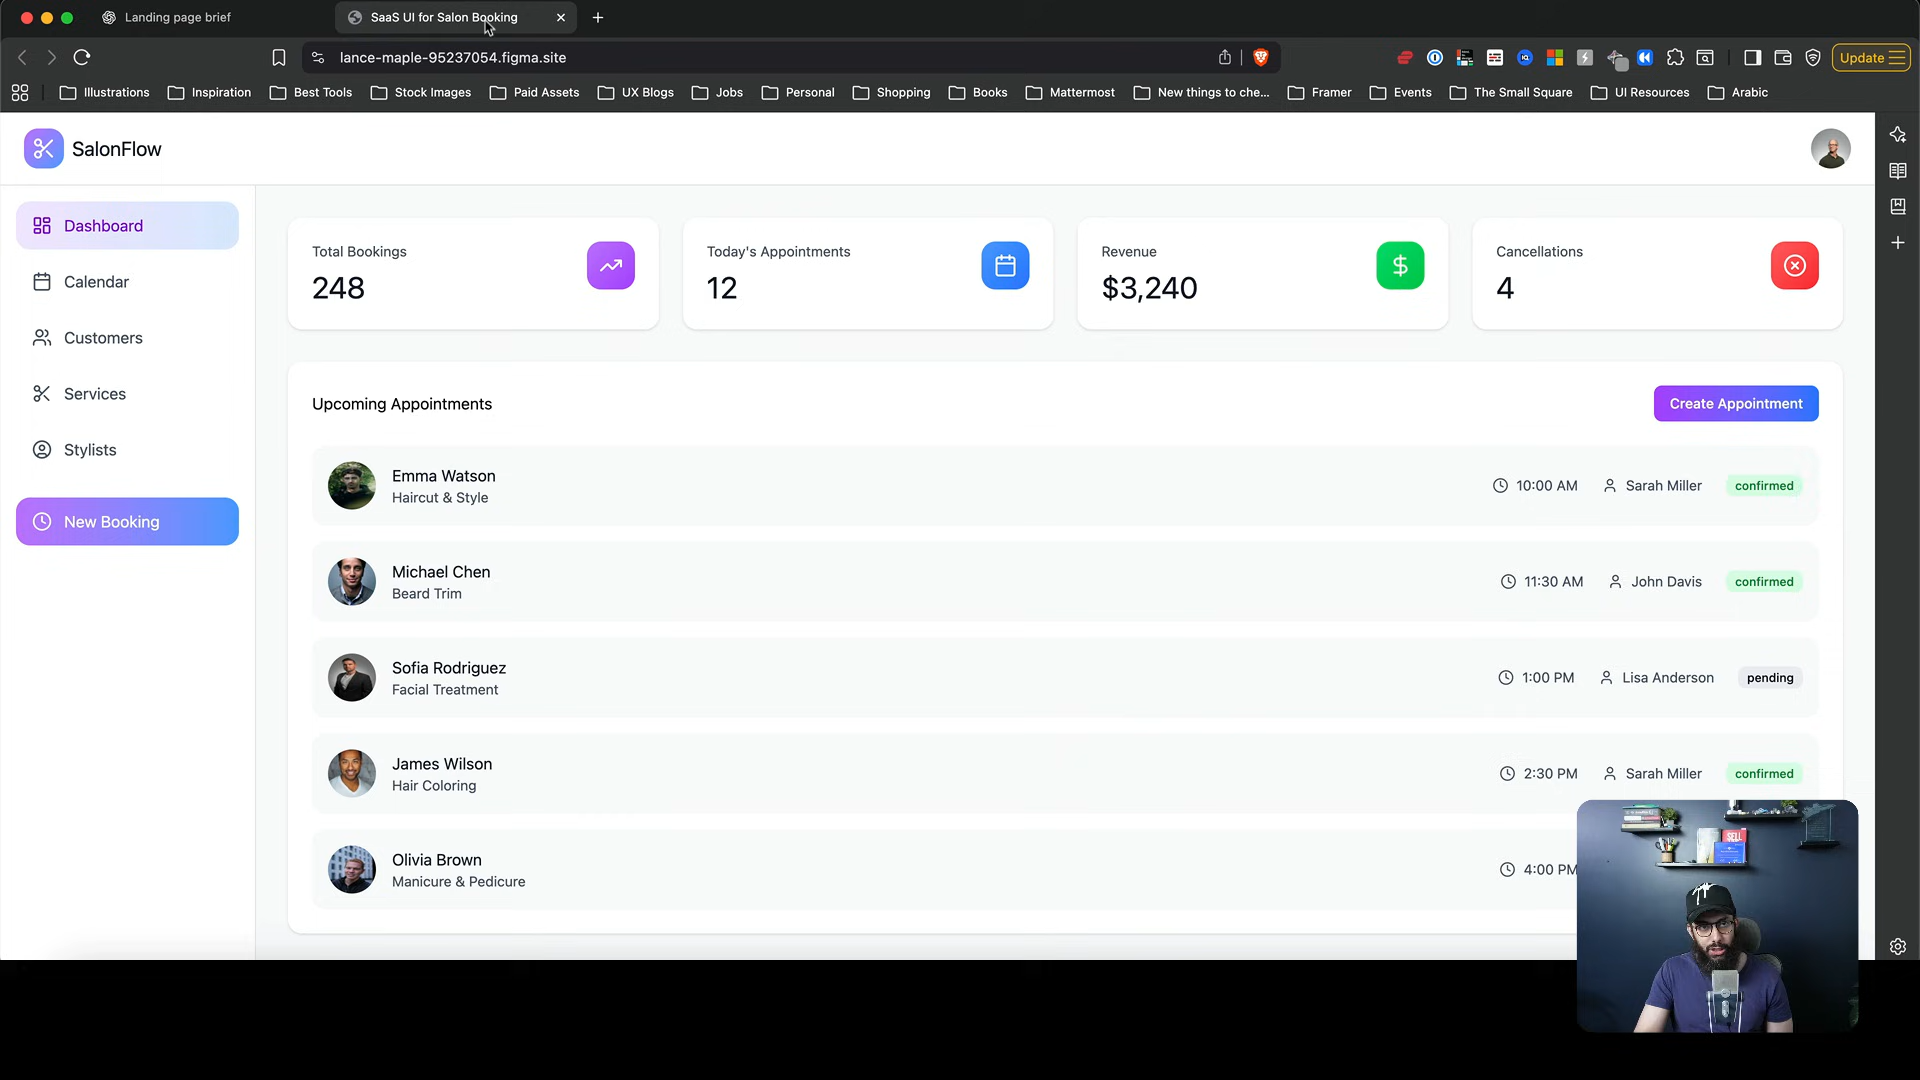 Landing page brief
SaaS UI for Salon Booking
lance-maple-95237054.figma.site
Update
Illustrations
Inspiration
Best Tools
Stock Images
Paid Assets
UX Blogs
Jobs
Personal
Shopping
Books
Mattermost
New things to che...
Framer
Events
The Small Square
UI Resources
Arabic
SalonFlow
Dashboard
Calendar
Customers
Services
Stylists
New Booking
Total Bookings
248
Today's Appointments
12
Revenue
$3,240
Cancellations
4
Upcoming Appointments
Create Appointment
Emma Watson
Haircut & Style
10:00 AM
Sarah Miller
confirmed
Michael Chen
Beard Trim
11:30 AM
John Davis
confirmed
Sofia Rodriguez
Facial Treatment
1:00 PM
Lisa Anderson
pending
James Wilson
Hair Coloring
2:30 PM
Sarah Miller
confirmed
Olivia Brown
Manicure & Pedicure
4:00 PM
SELL